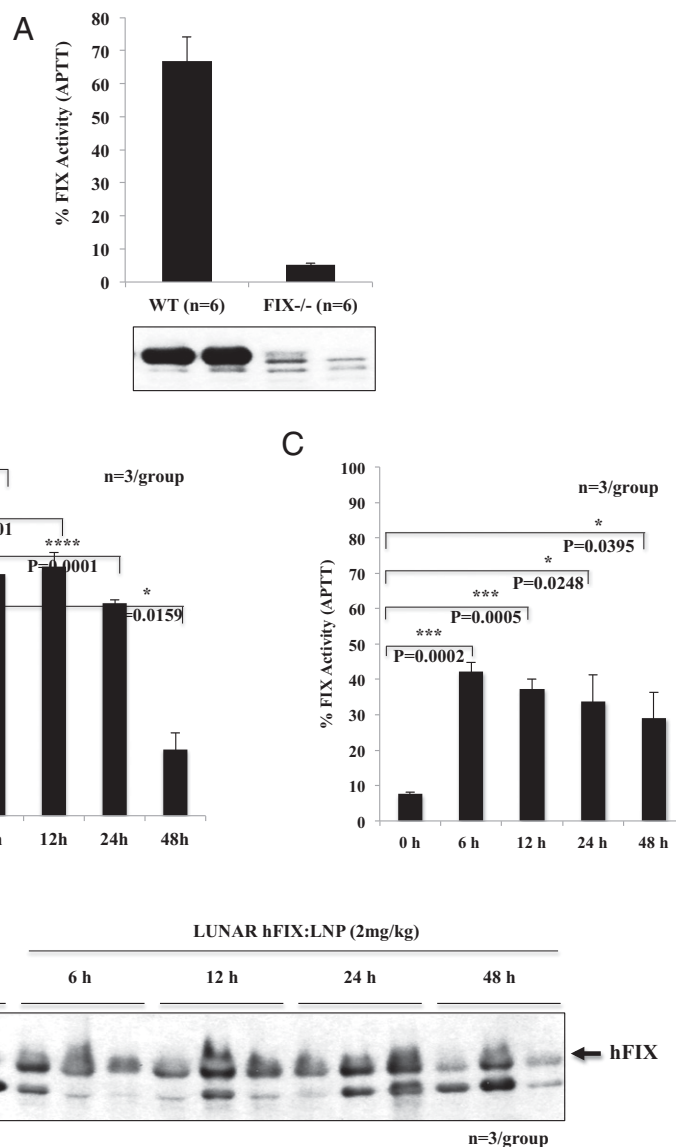 A
80
70
60
50
40
30
20
10
0
% FIX Activity (APTT)
WT (n=6) FIX-/- (n=6)
n=3/group
01
****
P=0.0001
*
=0.0159
12h 24h 48h
C
100
90
80
70
60
50
40
30
20
10
0
% FIX Activity (APTT)
n=3/group
*
P=0.0395
*
P=0.0248
***
P=0.0005
***
P=0.0002
0 h 6 h 12 h 24 h 48 h
LUNAR hFIX:LNP (2mg/kg)
6 h 12 h 24 h 48 h
hFIX
n=3/group